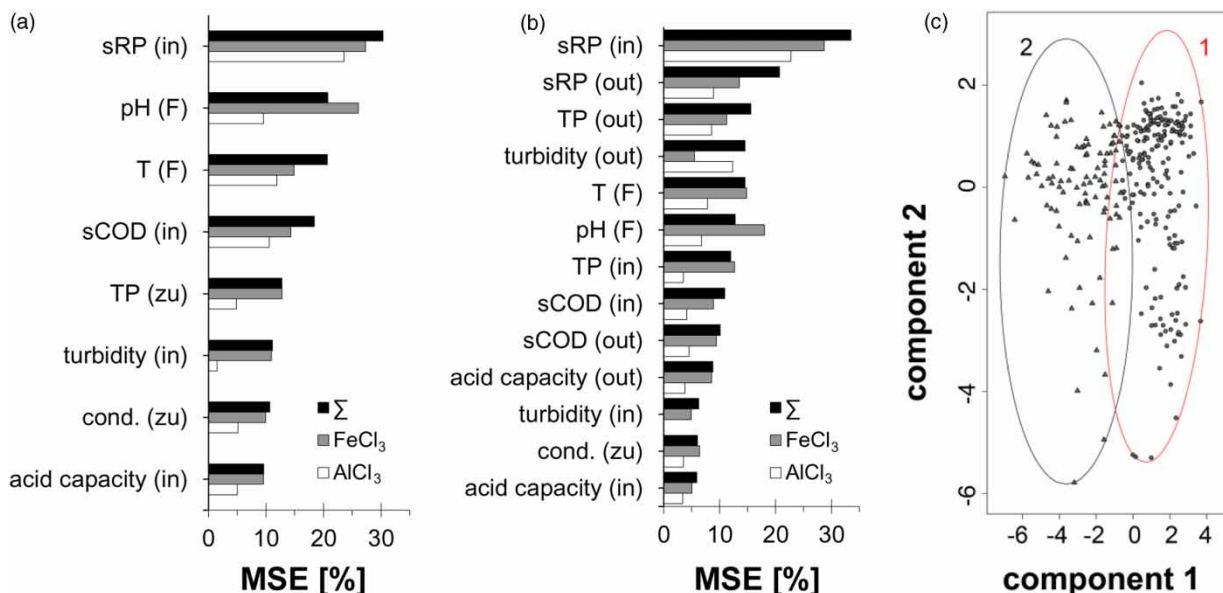 (a)
sRP (in)
pH (F)
T (F)
sCOD (in)
TP (zu)
turbidity (in)
cond. (zu)
acid capacity (in)
∑
FeCl₃
AlCl₃
0 10 20 30
MSE [%]
(b)
sRP (in)
sRP (out)
TP (out)
turbidity (out)
T (F)
pH (F)
TP (in)
sCOD (in)
sCOD (out)
acid capacity (out)
turbidity (in)
cond. (zu)
acid capacity (in)
∑
FeCl₃
AlCl₃
0 10 20 30
MSE [%]
(c)
2
1
component 2
2
0
-2
-4
-6
-6 -4 -2 0 2 4
component 1